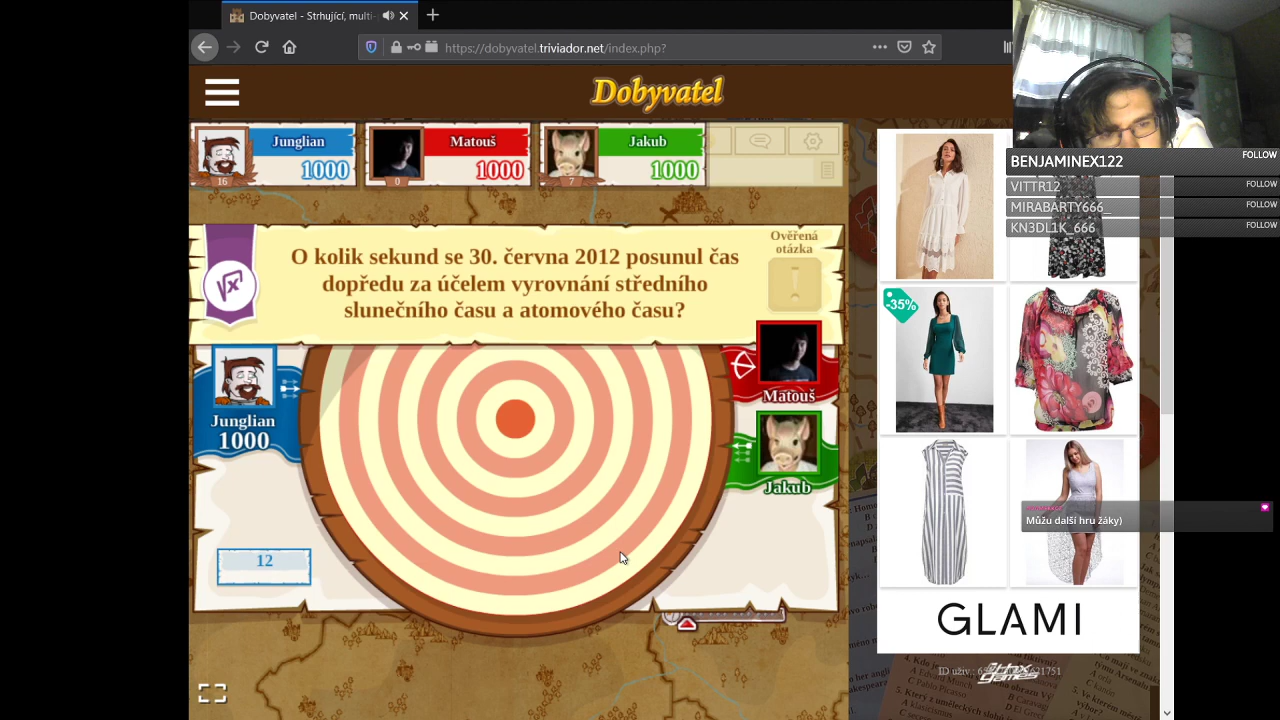 Dobyvatel - Strhující, multi-
https://dobyvatel.triviador.net/index.php?
Dobyvatel
Junglian
1000
16
Matouš
1000
0
Jakub
1000
7
O kolik sekund se 30. června 2012 posunul čas
dopředu za účelem vyrovnání středního
slunečního času a atomového času?
Ověřená
otázka
Junglian
1000
12
Matouš
Jakub
-35%
GLAMI
BENJAMINEX122
FOLLOW
VITTR12
FOLLOW
MIRABARTY666_
FOLLOW
KN3DL1K_666
FOLLOW
Můžu další hru žáky)
ID uživ.:
games